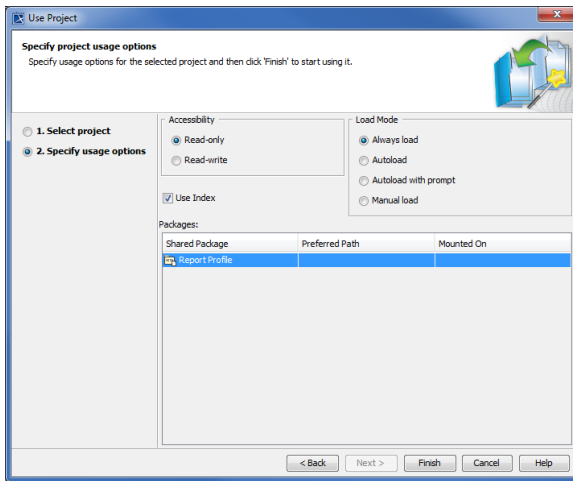 Use Project
Specify project usage options
Specify usage options for the selected project and then click 'Finish' to start using it.
1. Select project
2. Specify usage options
Accessibility
Read-only
Read-write
Use Index
Load Mode
Always load
Autoload
Autoload with prompt
Manual load
Packages:
Shared Package Preferred Path Mounted On
Report Profile
< Back Next > Finish Cancel Help